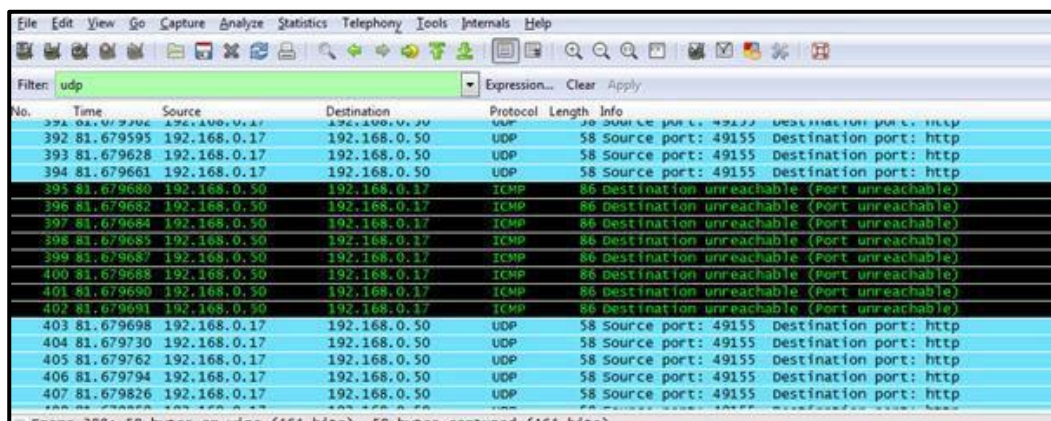 File Edit View Go Capture Analyze Statistics Telephony Tools Internals Help
Filter: udp Expression... Clear Apply
No. Time Source Destination Protocol Length Info
392 81.679595 192.168.0.17 192.168.0.50 UDP 58 Source port: 49155 Destination port: http
393 81.679628 192.168.0.17 192.168.0.50 UDP 58 Source port: 49155 Destination port: http
394 81.679661 192.168.0.17 192.168.0.50 UDP 58 Source port: 49155 Destination port: http
395 81.679680 192.168.0.50 192.168.0.17 ICMP 86 Destination unreachable (Port unreachable)
396 81.679682 192.168.0.50 192.168.0.17 ICMP 86 Destination unreachable (Port unreachable)
397 81.679684 192.168.0.50 192.168.0.17 ICMP 86 Destination unreachable (Port unreachable)
398 81.679685 192.168.0.50 192.168.0.17 ICMP 86 Destination unreachable (Port unreachable)
399 81.679687 192.168.0.50 192.168.0.17 ICMP 86 Destination unreachable (Port unreachable)
400 81.679688 192.168.0.50 192.168.0.17 ICMP 86 Destination unreachable (Port unreachable)
401 81.679690 192.168.0.50 192.168.0.17 ICMP 86 Destination unreachable (Port unreachable)
402 81.679691 192.168.0.50 192.168.0.17 ICMP 86 Destination unreachable (Port unreachable)
403 81.679698 192.168.0.17 192.168.0.50 UDP 58 Source port: 49155 Destination port: http
404 81.679730 192.168.0.17 192.168.0.50 UDP 58 Source port: 49155 Destination port: http
405 81.679762 192.168.0.17 192.168.0.50 UDP 58 Source port: 49155 Destination port: http
406 81.679794 192.168.0.17 192.168.0.50 UDP 58 Source port: 49155 Destination port: http
407 81.679826 192.168.0.17 192.168.0.50 UDP 58 Source port: 49155 Destination port: http